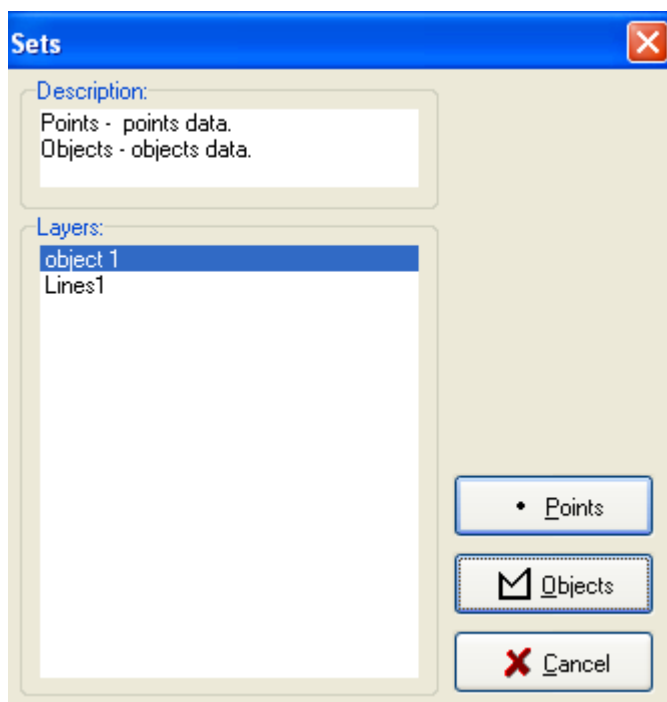 Sets
Description:
Points - points data.
Objects - objects data.
Layers:
object 1
Lines1
Points
Objects
Cancel